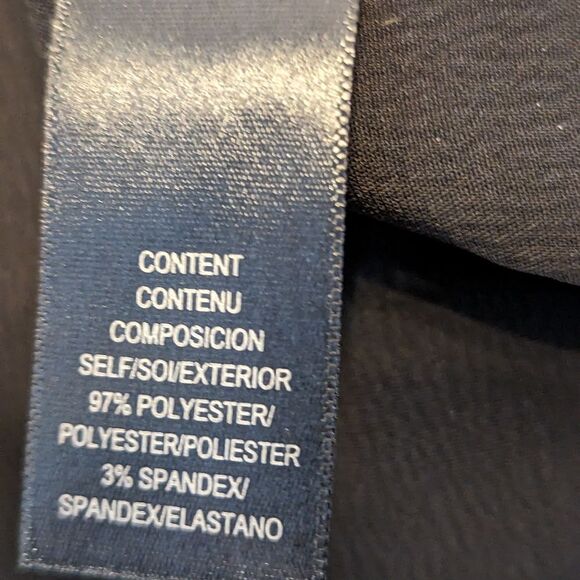 CONTENT
CONTENU
COMPOSICION
SELF/SOI/EXTERIOR
97% POLYESTER/
POLYESTER/POLIESTER
3% SPANDEX/
SPANDEX/ELASTANO